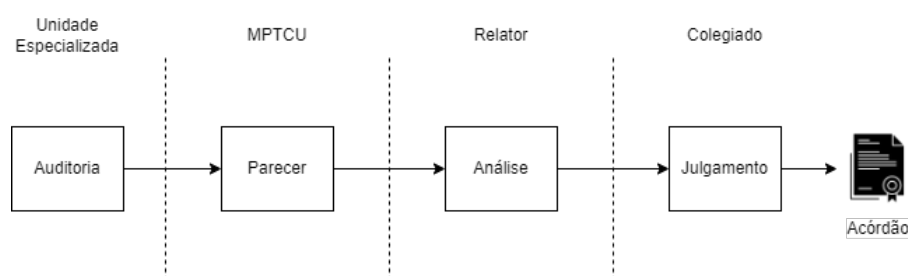 Unidade
Especializada
MPTCU
Relator
Colegiado
Auditoria
Parecer
Análise
Julgamento
Acórdão